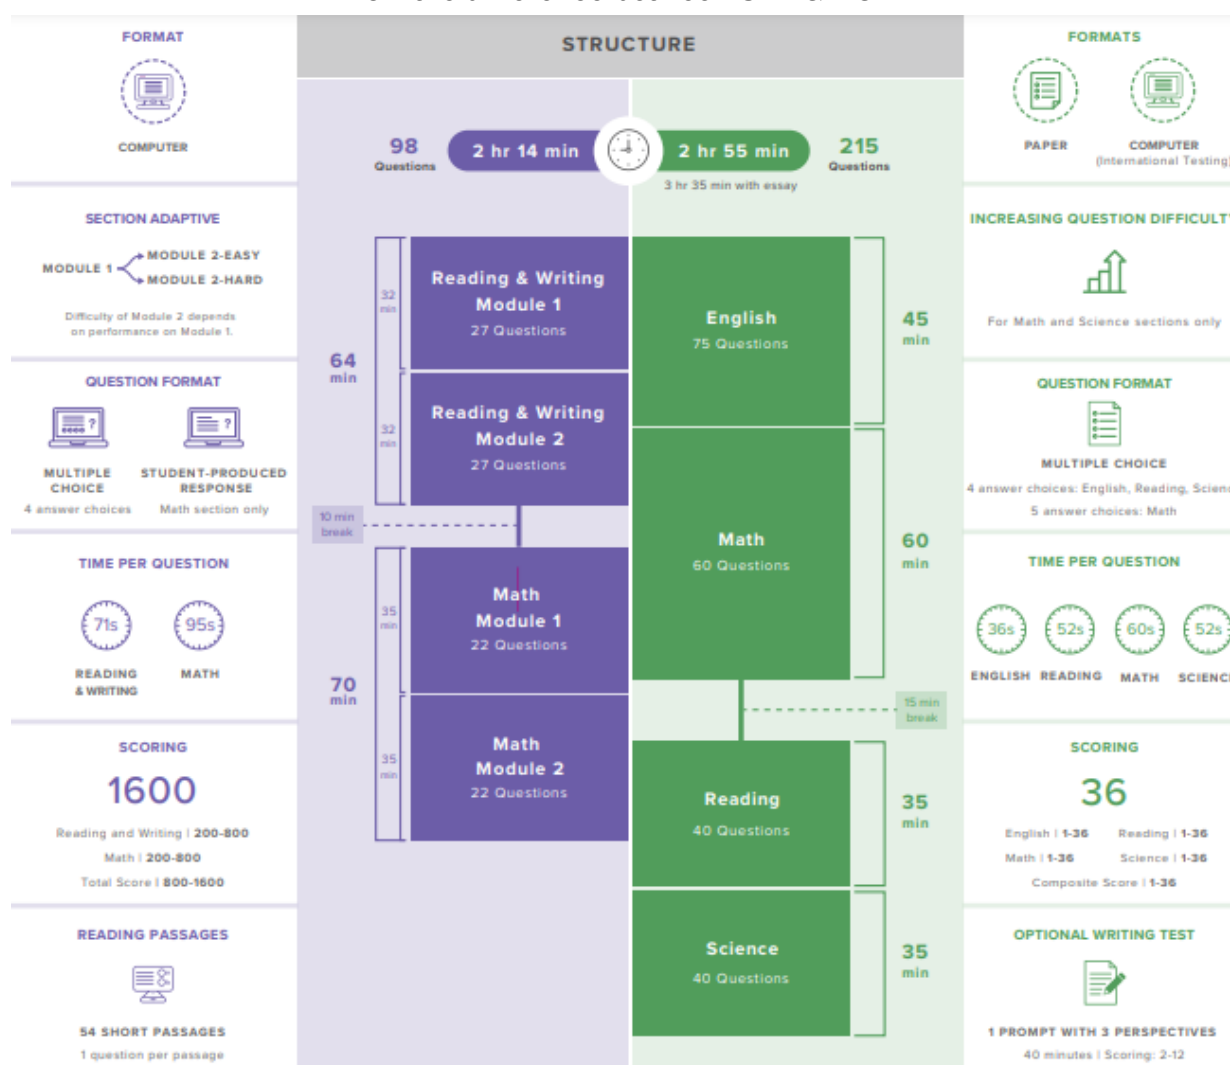 FORMAT
COMPUTER
SECTION ADAPTIVE
MODULE 1
MODULE 2-EASY
MODULE 2-HARD
Difficulty of Module 2 depends
on performance on Module 1.
QUESTION FORMAT
?
?
MULTIPLE
CHOICE
4 answer choices
STUDENT-PRODUCED
RESPONSE
Math section only
TIME PER QUESTION
71s
95s
READING
& WRITING
MATH
SCORING
1600
Reading and Writing | 200-800
Math | 200-800
Total Score | 800-1600
READING PASSAGES
54 SHORT PASSAGES
1 question per passage
STRUCTURE
98
Questions
2 hr 14 min
2 hr 55 min
215
Questions
3 hr 35 min with essay
64
min
32
min
Reading & Writing
Module 1
27 Questions
32
min
Reading & Writing
Module 2
27 Questions
10 min
break
70
min
35
min
Math
Module 1
22 Questions
35
min
Math
Module 2
22 Questions
English
75 Questions
45
min
Math
60 Questions
60
min
15 min
break
Reading
40 Questions
35
min
Science
40 Questions
35
min
FORMATS
PAPER
COMPUTER
(International Testing)
INCREASING QUESTION DIFFICULTY
For Math and Science sections only
QUESTION FORMAT
MULTIPLE CHOICE
4 answer choices: English, Reading, Scienc
5 answer choices: Math
TIME PER QUESTION
36s
52s
60s
52s
ENGLISH
READING
MATH
SCIENC
SCORING
36
English | 1-36
Reading | 1-36
Math | 1-36
Science | 1-36
Composite Score | 1-36
OPTIONAL WRITING TEST
1 PROMPT WITH 3 PERSPECTIVES
40 minutes | Scoring: 2-12